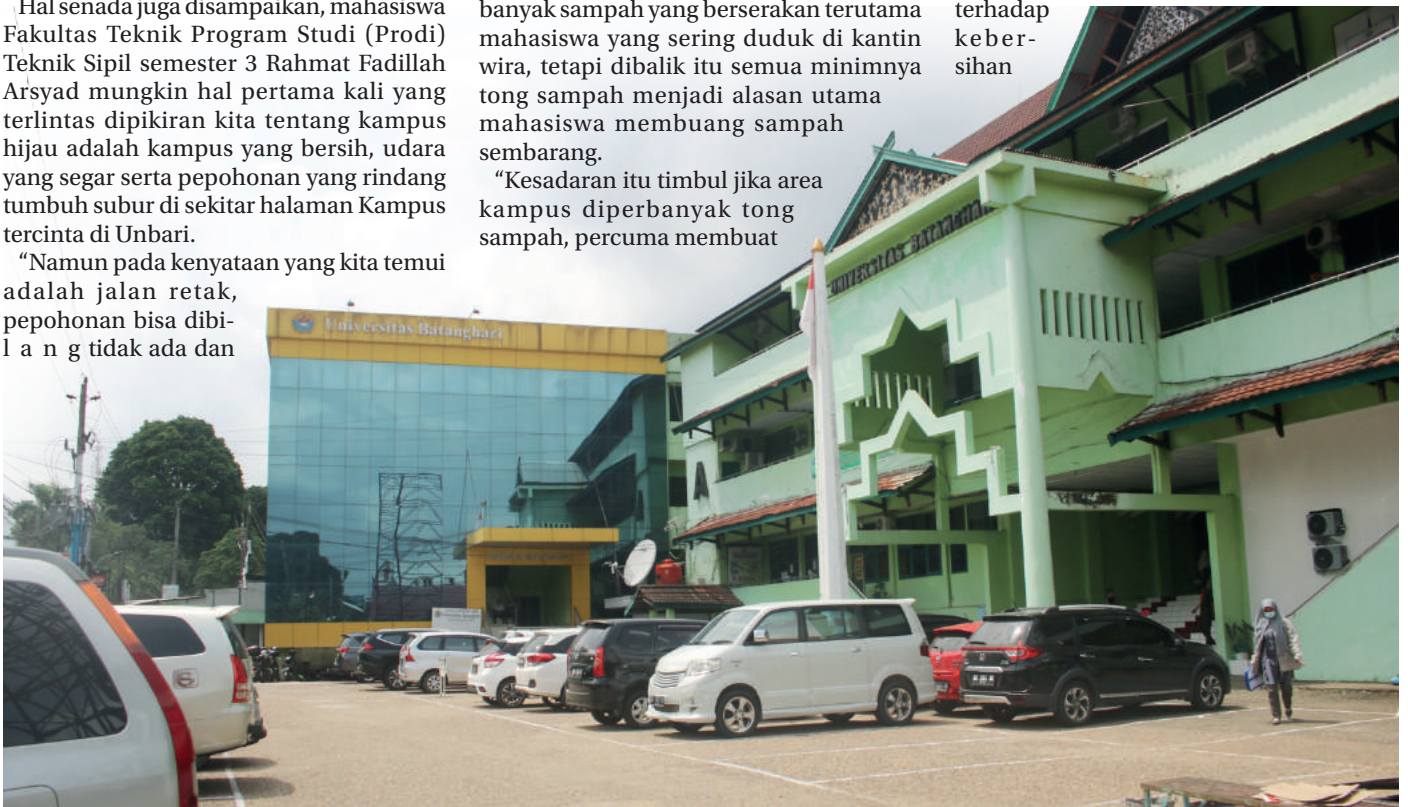 Hal senada juga disampaikan, mahasiswa
Fakultas Teknik Program Studi (Prodi)
Teknik Sipil semester 3 Rahmat Fadillah
Arsyad mungkin hal pertama kali yang
terlintas dipikiran kita tentang kampus
hijau adalah kampus yang bersih, udara
yang segar serta pepohonan yang rindang
tumbuh subur di sekitar halaman Kampus
tercinta di Unbari.
“Namun pada kenyataan yang kita temui
adalah jalan retak,
pepohonan bisa dibi-
l a n g tidak ada dan
banyak sampah yang berserakan terutama
mahasiswa yang sering duduk di kantin
wira, tetapi dibalik itu semua minimnya
tong sampah menjadi alasan utama
mahasiswa membuang sampah
sembarang.
“Kesadaran itu timbul jika area
kampus diperbanyak tong
sampah, percuma membuat
terhadap
keber-
sihan
Universitas Batanghari
UNIVERSITAS BATANGHARI
A